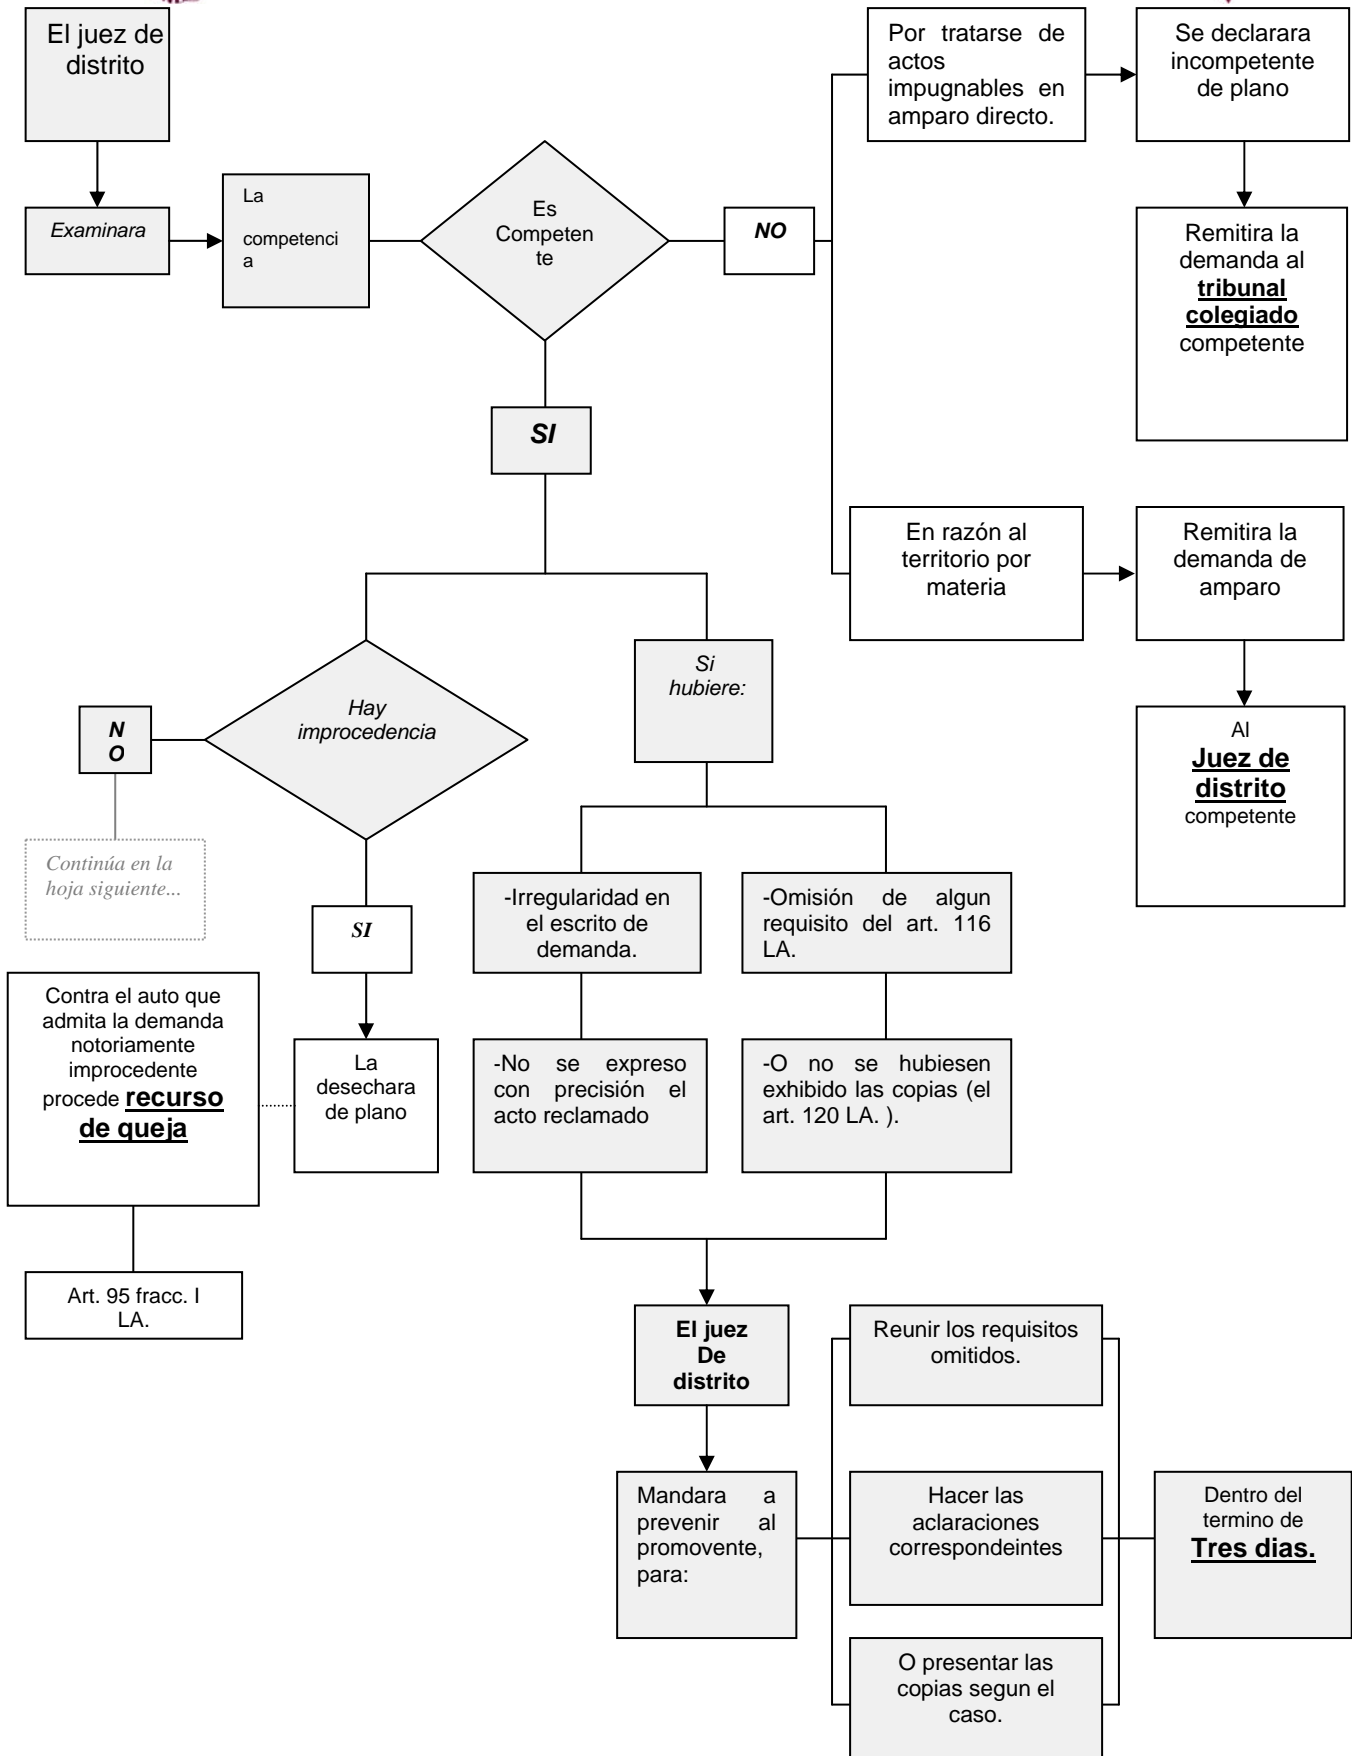 El juez de
distrito
Examinara
La
competenci
a
Es
Competen
te
NO
Por tratarse de
actos
impugnables en
amparo directo.
Se declarara
incompetente
de plano
Remitira la
demanda al
tribunal
colegiado
competente
SI
En razón al
territorio por
materia
Remitira la
demanda de
amparo
Al
Juez de
distrito
competente
Hay
improcedencia
N
O
Continúa en la
hoja siguiente...
SI
La
desechara
de plano
Contra el auto que
admita la demanda
notoriamente
improcedente
procede recurso
de queja
Art. 95 fracc. I
LA.
Si
hubiere:
-Irregularidad en
el escrito de
demanda.
-Omisión de algun
requisito del art. 116
LA.
-No se expreso
con precisión el
acto reclamado
-O no se hubiesen
exhibido las copias (el
art. 120 LA. ).
El juez
De
distrito
Mandara a
prevenir al
promovente,
para:
Reunir los requisitos
omitidos.
Hacer las
aclaraciones
correspondeintes
O presentar las
copias segun el
caso.
Dentro del
termino de
Tres dias.